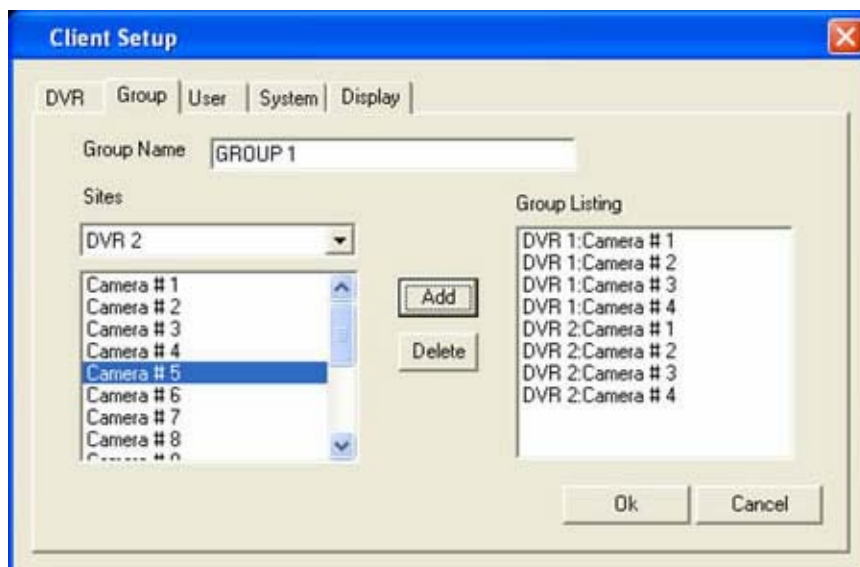 Client Setup
DVR Group User System Display
Group Name GROUP 1
Sites
DVR 2
Camera # 1
Camera # 2
Camera # 3
Camera # 4
Camera # 5
Camera # 6
Camera # 7
Camera # 8
Add
Delete
Group Listing
DVR 1:Camera # 1
DVR 1:Camera # 2
DVR 1:Camera # 3
DVR 1:Camera # 4
DVR 2:Camera # 1
DVR 2:Camera # 2
DVR 2:Camera # 3
DVR 2:Camera # 4
Ok Cancel